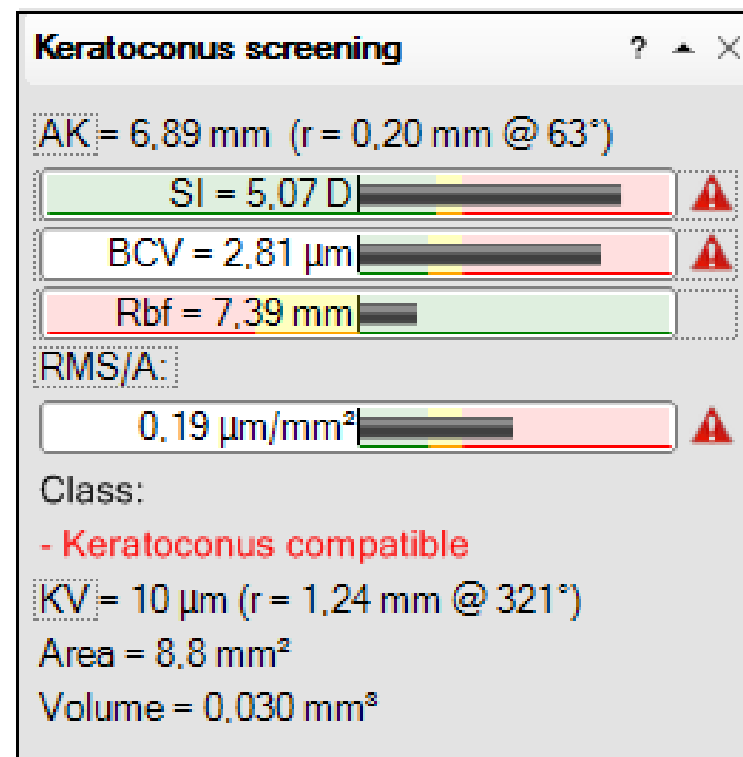 Keratoconus screening ?
AK = 6,89 mm (r = 0,20 mm @ 63°)
SI = 5,07 D
BCV = 2,81 µm
Rbf = 7,39 mm
RMS/A:
0,19 µm/mm²
Class:
- Keratoconus compatible
KV = 10 µm (r = 1,24 mm @ 321°)
Area = 8,8 mm²
Volume = 0,030 mm³